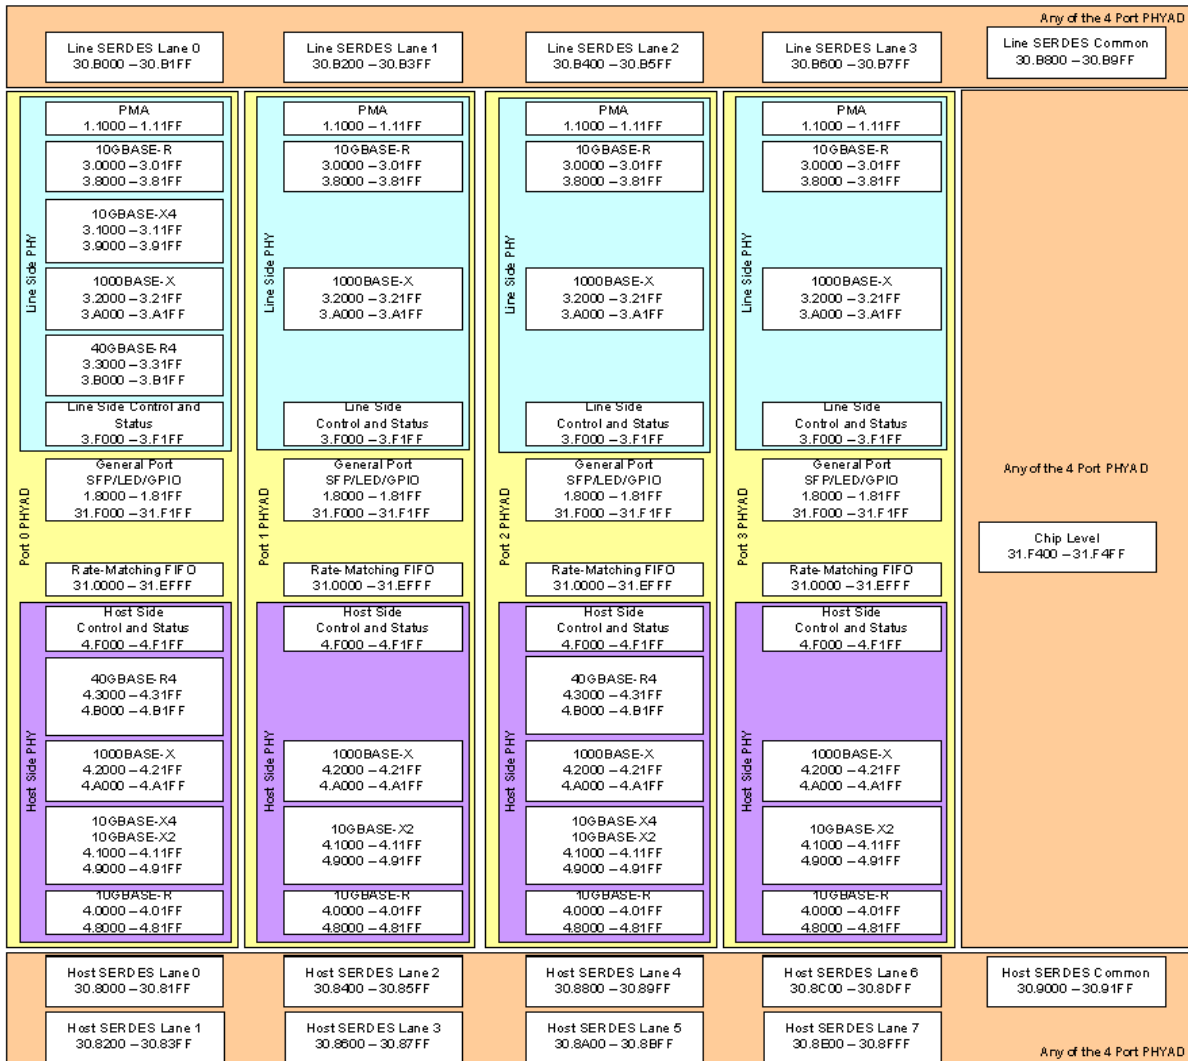 Any of the 4 Port PHYAD
Line SERDES Lane 0
30.B000 – 30.B1FF
Line SERDES Lane 1
30.B200 – 30.B3FF
Line SERDES Lane 2
30.B400 – 30.B5FF
Line SERDES Lane 3
30.B600 – 30.B7FF
Line SERDES Common
30.B800 – 30.B9FF
Port 0 PHYAD
Line Side PHY
PMA
1.1000 – 1.11FF
10GBASE-R
3.0000 – 3.01FF
3.8000 – 3.81FF
10GBASE-X4
3.1000 – 3.11FF
3.9000 – 3.91FF
1000BASE-X
3.2000 – 3.21FF
3.A000 – 3.A1FF
40GBASE-R4
3.3000 – 3.31FF
3.B000 – 3.B1FF
Line Side Control and
Status
3.F000 – 3.F1FF
General Port
SFP/LED/GPIO
1.8000 – 1.81FF
31.F000 – 31.F1FF
Rate-Matching FIFO
31.0000 – 31.EFFF
Host Side PHY
Host Side
Control and Status
4.F000 – 4.F1FF
40GBASE-R4
4.3000 – 4.31FF
4.B000 – 4.B1FF
1000BASE-X
4.2000 – 4.21FF
4.A000 – 4.A1FF
10GBASE-X4
10GBASE-X2
4.1000 – 4.11FF
4.9000 – 4.91FF
10GBASE-R
4.0000 – 4.01FF
4.8000 – 4.81FF
Port 1 PHYAD
Line Side PHY
PMA
1.1000 – 1.11FF
10GBASE-R
3.0000 – 3.01FF
3.8000 – 3.81FF
1000BASE-X
3.2000 – 3.21FF
3.A000 – 3.A1FF
Line Side
Control and Status
3.F000 – 3.F1FF
General Port
SFP/LED/GPIO
1.8000 – 1.81FF
31.F000 – 31.F1FF
Rate-Matching FIFO
31.0000 – 31.EFFF
Host Side PHY
Host Side
Control and Status
4.F000 – 4.F1FF
1000BASE-X
4.2000 – 4.21FF
4.A000 – 4.A1FF
10GBASE-X2
4.1000 – 4.11FF
4.9000 – 4.91FF
10GBASE-R
4.0000 – 4.01FF
4.8000 – 4.81FF
Port 2 PHYAD
Line Side PHY
PMA
1.1000 – 1.11FF
10GBASE-R
3.0000 – 3.01FF
3.8000 – 3.81FF
1000BASE-X
3.2000 – 3.21FF
3.A000 – 3.A1FF
Line Side
Control and Status
3.F000 – 3.F1FF
General Port
SFP/LED/GPIO
1.8000 – 1.81FF
31.F000 – 31.F1FF
Rate-Matching FIFO
31.0000 – 31.EFFF
Host Side PHY
Host Side
Control and Status
4.F000 – 4.F1FF
40GBASE-R4
4.3000 – 4.31FF
4.B000 – 4.B1FF
1000BASE-X
4.2000 – 4.21FF
4.A000 – 4.A1FF
10GBASE-X4
10GBASE-X2
4.1000 – 4.11FF
4.9000 – 4.91FF
10GBASE-R
4.0000 – 4.01FF
4.8000 – 4.81FF
Port 3 PHYAD
Line Side PHY
PMA
1.1000 – 1.11FF
10GBASE-R
3.0000 – 3.01FF
3.8000 – 3.81FF
1000BASE-X
3.2000 – 3.21FF
3.A000 – 3.A1FF
Line Side
Control and Status
3.F000 – 3.F1FF
General Port
SFP/LED/GPIO
1.8000 – 1.81FF
31.F000 – 31.F1FF
Rate-Matching FIFO
31.0000 – 31.EFFF
Host Side PHY
Host Side
Control and Status
4.F000 – 4.F1FF
1000BASE-X
4.2000 – 4.21FF
4.A000 – 4.A1FF
10GBASE-X2
4.1000 – 4.11FF
4.9000 – 4.91FF
10GBASE-R
4.0000 – 4.01FF
4.8000 – 4.81FF
Any of the 4 Port PHYAD
Chip Level
31.F400 – 31.F4FF
Host SERDES Lane 0
30.8000 – 30.81FF
Host SERDES Lane 2
30.8400 – 30.85FF
Host SERDES Lane 4
30.8800 – 30.89FF
Host SERDES Lane 6
30.8C00 – 30.8DFF
Host SERDES Common
30.9000 – 30.91FF
Host SERDES Lane 1
30.8200 – 30.83FF
Host SERDES Lane 3
30.8600 – 30.87FF
Host SERDES Lane 5
30.8A00 – 30.8BFF
Host SERDES Lane 7
30.8E00 – 30.8FFF
Any of the 4 Port PHYAD